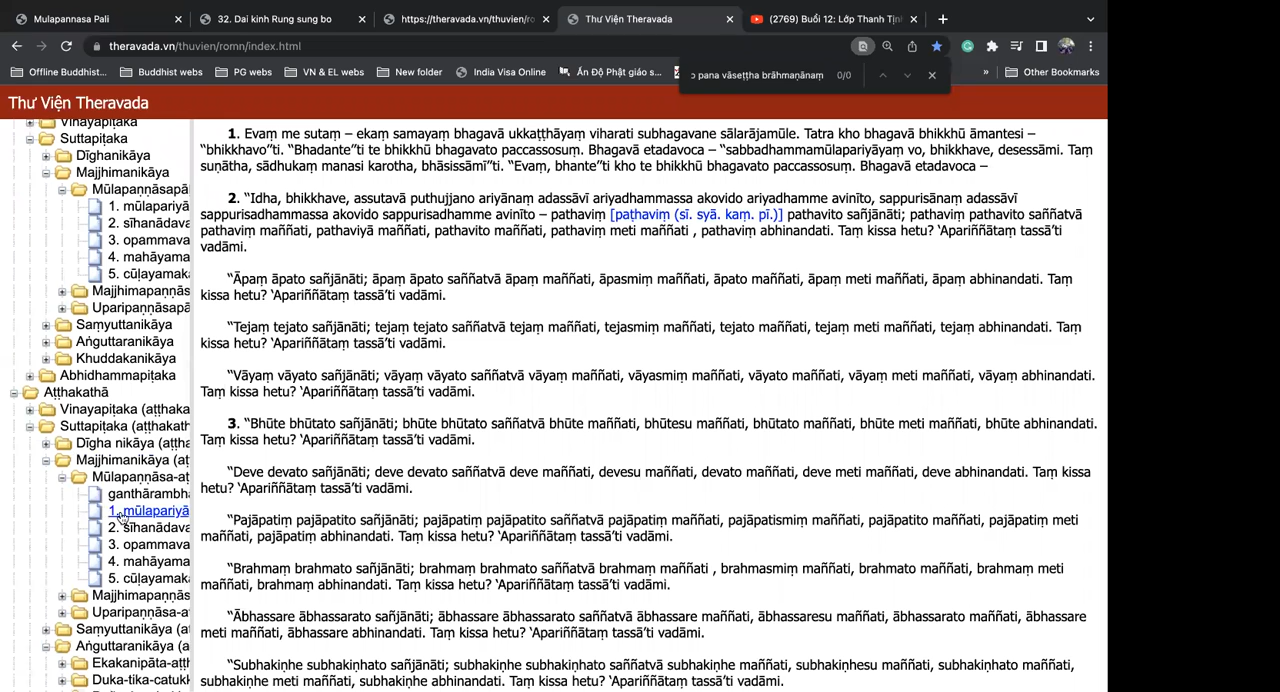 Mulapannasa Pali
32. Dai kinh Rung sung bo
https://theravada.vn/thuvien/ro
Thư Viện Theravada
(2769) Buổi 12: Lớp Thanh Tịnh
theravada.vn/thuvien/romn/index.html
Offline Buddhist...
Buddhist webs
PG webs
VN & EL webs
New folder
India Visa Online
Ấn Độ Phật giáo s...
pana vāseṭṭha brāhmaṇānaṃ 0/0
» Other Bookmarks
Thư Viện Theravada
Vinayapiṭaka
Suttapiṭaka
Dīghanikāya
Majjhimanikāya
Mūlapaṇṇāsapā
1. mūlapariyā
2. sīhanādava
3. opammava
4. mahāyama
5. cūḷayamak
Majjhimapaṇṇās
Uparipaṇṇāsapā
Saṃyuttanikāya
Aṅguttaranikāya
Khuddakanikāya
Abhidhammapiṭaka
Aṭṭhakathā
Vinayapiṭaka (aṭṭhaka
Suttapiṭaka (aṭṭhakath
Dīgha nikāya (aṭṭha
Majjhimanikāya (aṭ
Mūlapaṇṇāsa-aṭ
ganthārambha
1. mūlapariyā
2. sīhanādava
3. opammava
4. mahāyama
5. cūḷayamak
Majjhimapaṇṇās
Uparipaṇṇāsa-a
Saṃyuttanikāya (a
Aṅguttaranikāya (a
Ekakanipāta-aṭṭ
Duka-tika-catuk
1. Evaṃ me sutaṃ – ekaṃ samayaṃ bhagavā ukkaṭṭhāyaṃ viharati subhagavane sālarājamūle. Tatra kho bhagavā bhikkhū āmantesi –
“bhikkhavo”ti. “Bhadante”ti te bhikkhū bhagavato paccassosuṃ. Bhagavā etadavoca – “sabbadhammamūlapariyāyaṃ vo, bhikkhave, desessāmi. Taṃ
suṇātha, sādhukaṃ manasi karotha, bhāsissāmī”ti. “Evaṃ, bhante”ti kho te bhikkhū bhagavato paccassosuṃ. Bhagavā etadavoca –
2. “Idha, bhikkhave, assutavā puthujjano ariyānaṃ adassāvī ariyadhammassa akovido ariyadhamme avinīto, sappurisānaṃ adassāvī
sappurisadhammassa akovido sappurisadhamme avinīto – pathaviṃ [paṭhaviṃ (sī. syā. kaṃ. pī.)] pathavito sañjānāti; pathaviṃ pathavito saññatvā
pathaviṃ maññati, pathaviyā maññati, pathavito maññati, pathaviṃ meti maññati , pathaviṃ abhinandati. Taṃ kissa hetu? ‘Apariññātaṃ tassā’ti
vadāmi.
“Āpaṃ āpato sañjānāti; āpaṃ āpato saññatvā āpaṃ maññati, āpasmiṃ maññati, āpato maññati, āpaṃ meti maññati, āpaṃ abhinandati. Taṃ
kissa hetu? ‘Apariññātaṃ tassā’ti vadāmi.
“Tejaṃ tejato sañjānāti; tejaṃ tejato saññatvā tejaṃ maññati, tejasmiṃ maññati, tejato maññati, tejaṃ meti maññati, tejaṃ abhinandati. Taṃ
kissa hetu? ‘Apariññātaṃ tassā’ti vadāmi.
“Vāyaṃ vāyato sañjānāti; vāyaṃ vāyato saññatvā vāyaṃ maññati, vāyasmiṃ maññati, vāyato maññati, vāyaṃ meti maññati, vāyaṃ abhinandati.
Taṃ kissa hetu? ‘Apariññātaṃ tassā’ti vadāmi.
3. “Bhūte bhūtato sañjānāti; bhūte bhūtato saññatvā bhūte maññati, bhūtesu maññati, bhūtato maññati, bhūte meti maññati, bhūte abhinandati.
Taṃ kissa hetu? ‘Apariññātaṃ tassā’ti vadāmi.
“Deve devato sañjānāti; deve devato saññatvā deve maññati, devesu maññati, devato maññati, deve meti maññati, deve abhinandati. Taṃ kissa
hetu? ‘Apariññātaṃ tassā’ti vadāmi.
“Pajāpatiṃ pajāpatito sañjānāti; pajāpatiṃ pajāpatito saññatvā pajāpatiṃ maññati, pajāpatismiṃ maññati, pajāpatito maññati, pajāpatiṃ meti
maññati, pajāpatiṃ abhinandati. Taṃ kissa hetu? ‘Apariññātaṃ tassā’ti vadāmi.
“Brahmaṃ brahmato sañjānāti; brahmaṃ brahmato saññatvā brahmaṃ maññati , brahmasmiṃ maññati, brahmato maññati, brahmaṃ meti
maññati, brahmaṃ abhinandati. Taṃ kissa hetu? ‘Apariññātaṃ tassā’ti vadāmi.
“Ābhassare ābhassarato sañjānāti; ābhassare ābhassarato saññatvā ābhassare maññati, ābhassaresu maññati, ābhassarato maññati, ābhassare
meti maññati, ābhassare abhinandati. Taṃ kissa hetu? ‘Apariññātaṃ tassā’ti vadāmi.
“Subhakiṇhe subhakiṇhato sañjānāti; subhakiṇhe subhakiṇhato saññatvā subhakiṇhe maññati, subhakiṇhesu maññati, subhakiṇhato maññati,
subhakiṇhe meti maññati, subhakiṇhe abhinandati. Taṃ kissa hetu? ‘Apariññātaṃ tassā’ti vadāmi.